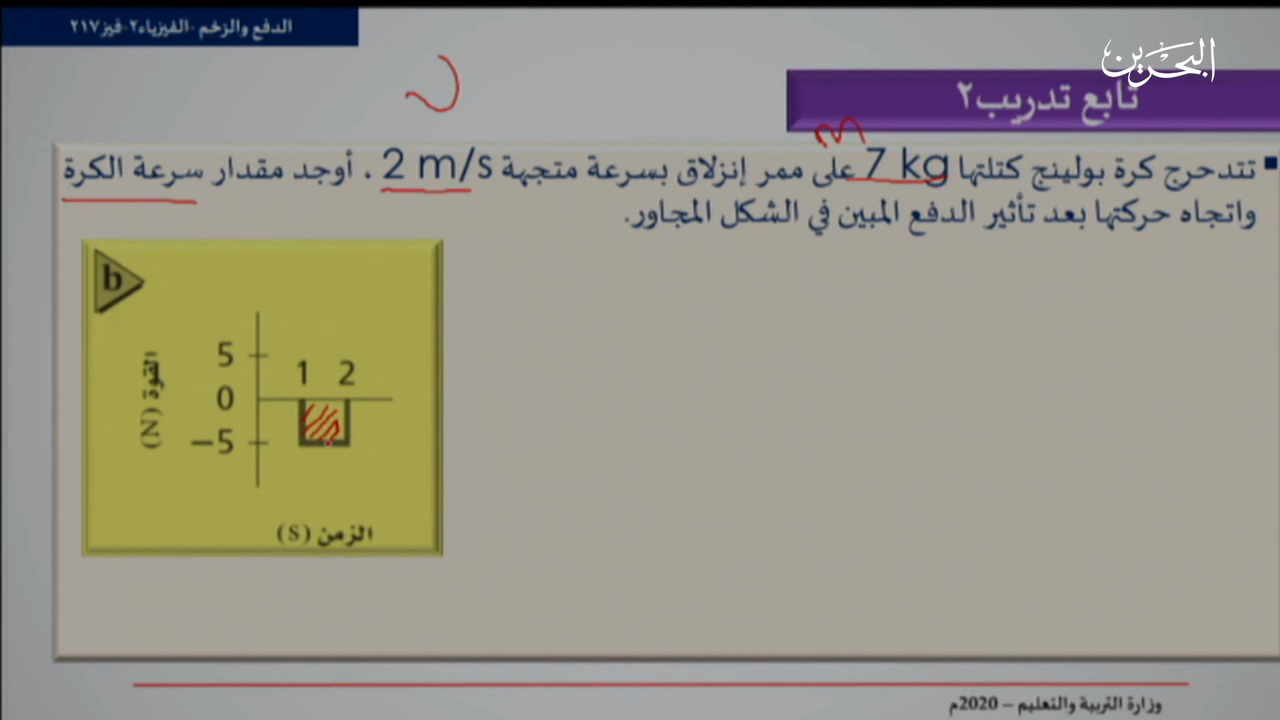 الدفع والزخم -الفيزياء٢-فيز٢١٧
البحرين
تابع تدريب٢
m
▪ تتدحرج كرة بولينج كتلتها 7 kg على ممر إنزلاق بسرعة متجهة 2 m/s . أوجد مقدار سرعة الكرة
واتجاه حركتها بعد تأثير الدفع المبين في الشكل المجاور.
b
القوة (N)
5
1 2
0
−5
الزمن (S)
وزارة التربية والتعليم – 2020م